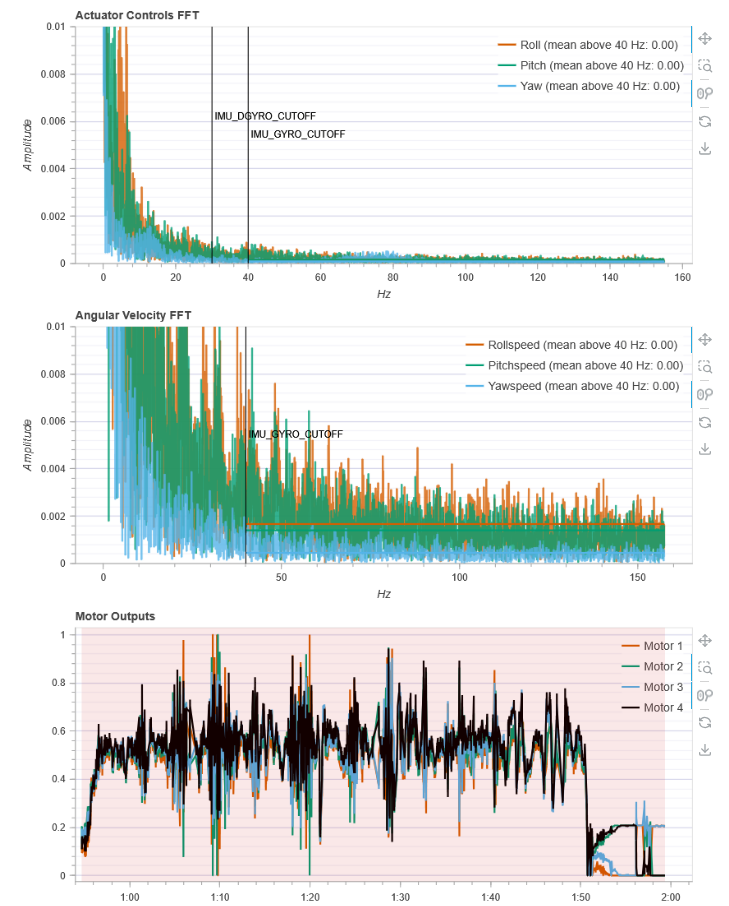 Actuator Controls FFT
0.01
Roll (mean above 40 Hz: 0.00)
Pitch (mean above 40 Hz: 0.00)
0.008
Yaw (mean above 40 Hz: 0.00)
0.006
IMU_DGYRO_CUTOFF
IMU_GYRO_CUTOFF
Amplitude
0.004
0.002
0
0 20 40 60 80 100 120 140 160
Hz
Angular Velocity FFT
0.01
Rollspeed (mean above 40 Hz: 0.00)
Pitchspeed (mean above 40 Hz: 0.00)
0.008
Yawspeed (mean above 40 Hz: 0.00)
0.006
IMU_GYRO_CUTOFF
Amplitude
0.004
0.002
0
0 50 100 150
Hz
Motor Outputs
1
Motor 1
Motor 2
0.8
Motor 3
Motor 4
0.6
0.4
0.2
0
1:00 1:10 1:20 1:30 1:40 1:50 2:00